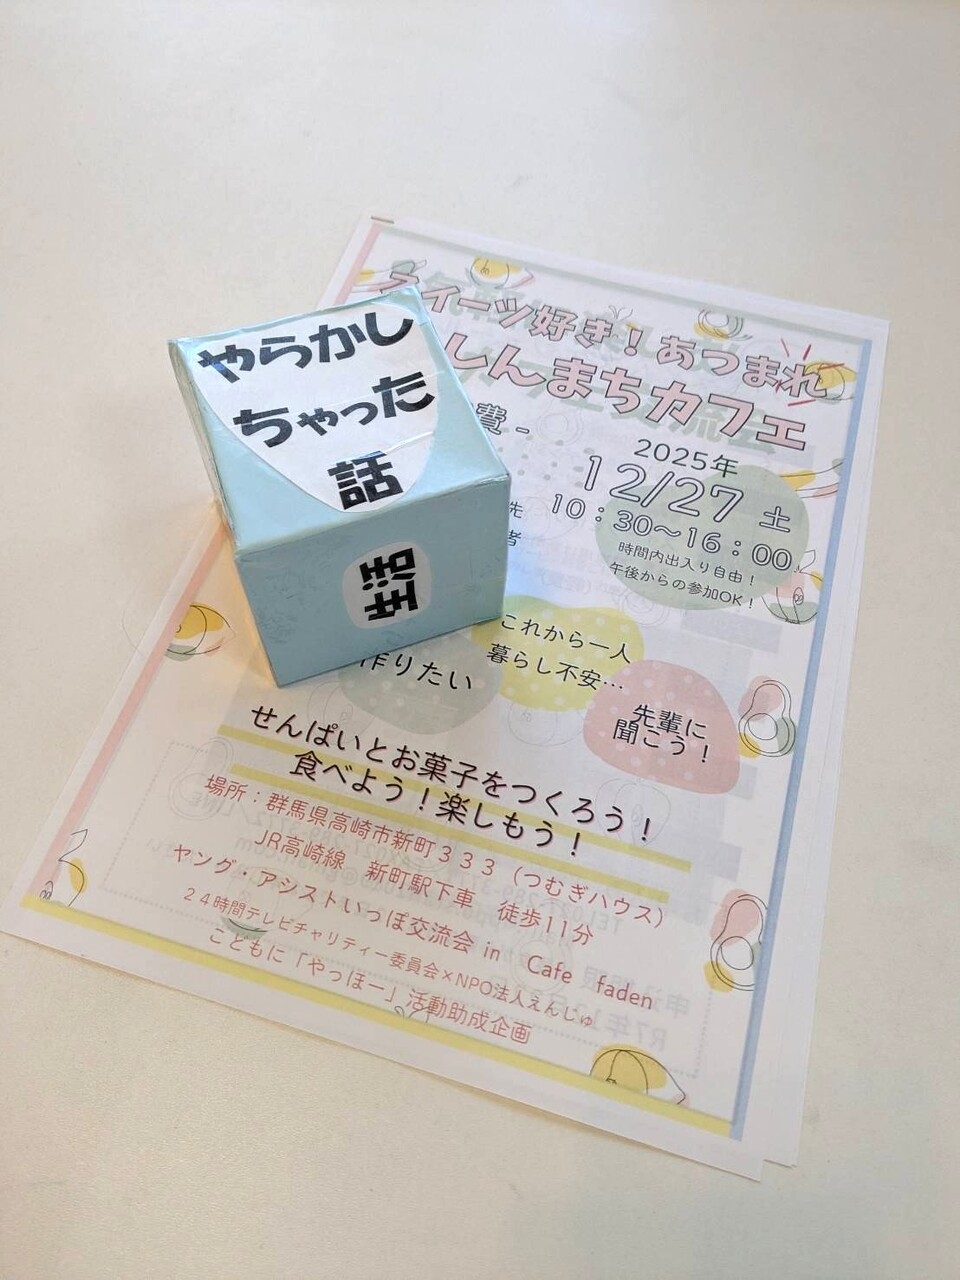 やらかし
ちゃった
話
生活
スイーツ好き！あつまれ
しんまちカフェ
費-
先
者
2025年
12/27 土
10：30〜16：00
時間内出入り自由！
午後からの参加OK！
作りたい
これから一人
暮らし不安…
先輩に
聞こう！
せんぱいとお菓子をつくろう！
食べよう！楽しもう！
場所：群馬県高崎市新町３３３（つむぎハウス）
JR高崎線　新町駅下車　徒歩11分
ヤング・アシストいっぽ交流会 in　Cafe　faden
２４時間テレビチャリティー委員会×NPO法人えんじゅ
こどもに「やっほー」活動助成企画